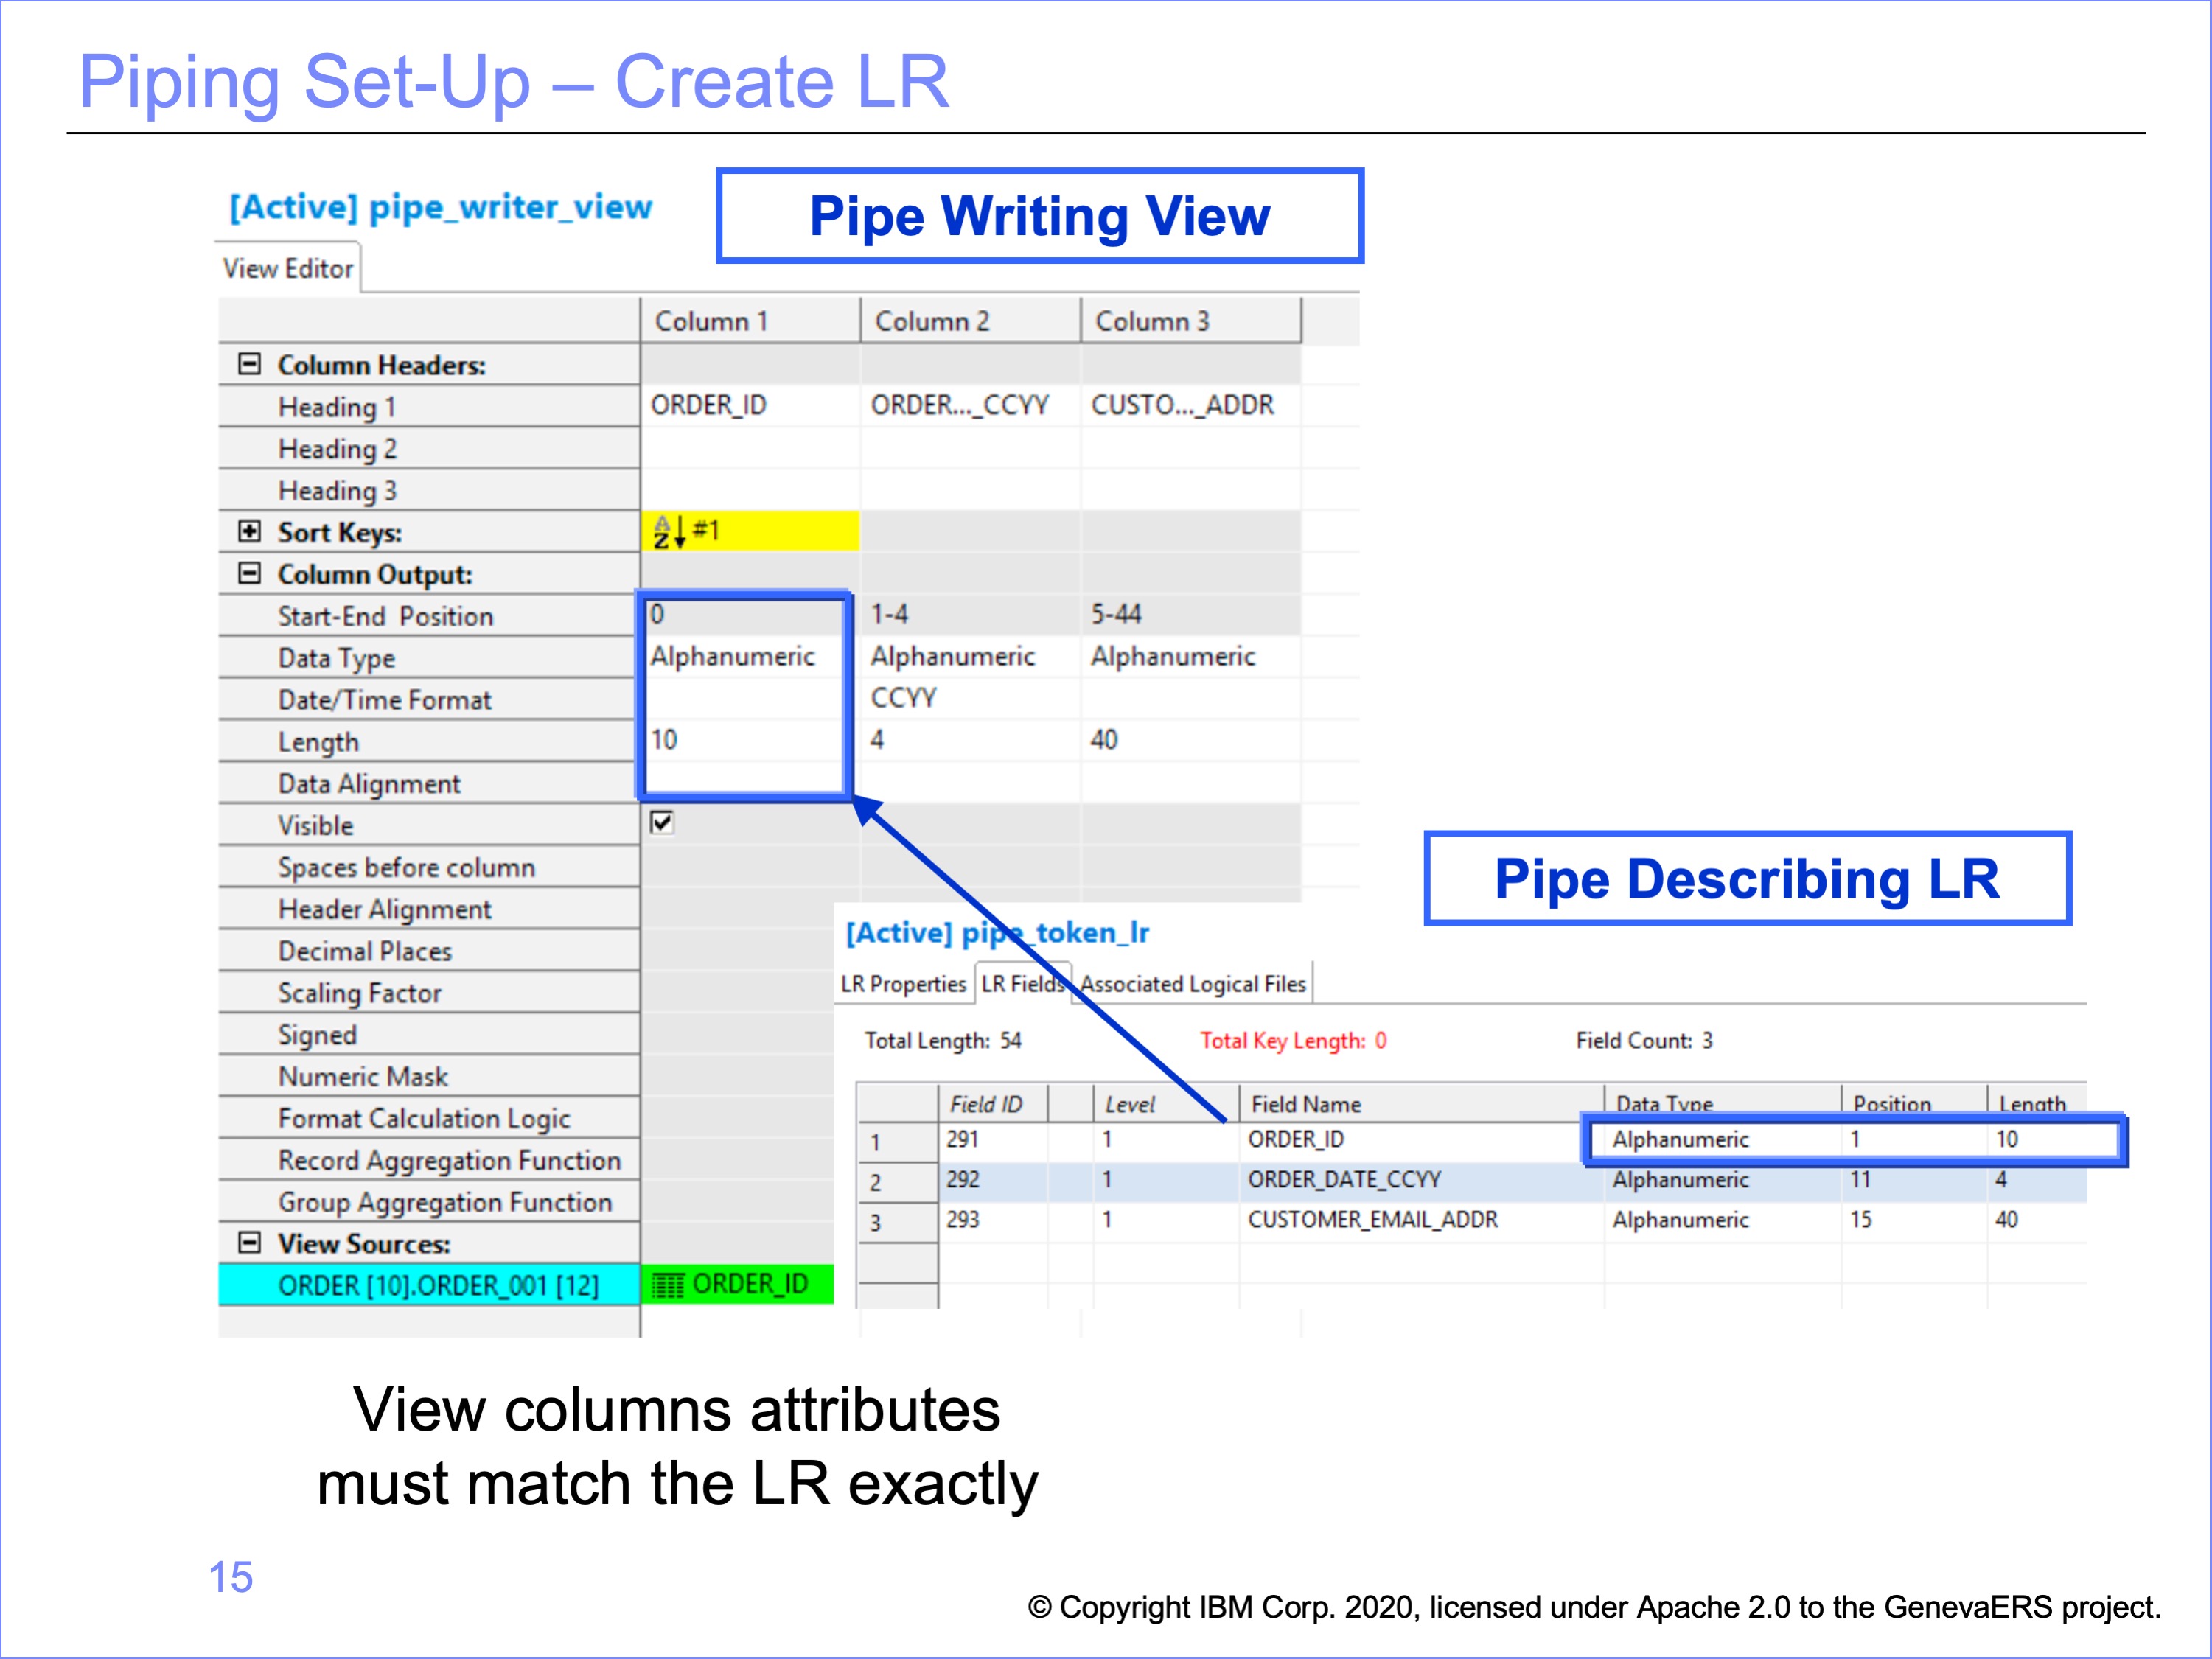 Piping Set-Up – Create LR
[Active] pipe_writer_view
Pipe Writing View
View Editor
Column 1 Column 2 Column 3
Column Headers:
Heading 1 ORDER_ID ORDER..._CCYY CUSTO..._ADDR
Heading 2
Heading 3
Sort Keys: AZ #1
Column Output:
Start-End Position 0 1-4 5-44
Data Type Alphanumeric Alphanumeric Alphanumeric
Date/Time Format CCYY
Length 10 4 40
Data Alignment
Visible
Spaces before column
Header Alignment
Decimal Places
Scaling Factor
Signed
Numeric Mask
Format Calculation Logic
Record Aggregation Function
Group Aggregation Function
View Sources:
ORDER [10].ORDER_001 [12] ORDER_ID
Pipe Describing LR
[Active] pipe_token_lr
LR Properties LR Fields Associated Logical Files
Total Length: 54 Total Key Length: 0 Field Count: 3
Field ID Level Field Name Data Type Position Length
1 291 1 ORDER_ID Alphanumeric 1 10
2 292 1 ORDER_DATE_CCYY Alphanumeric 11 4
3 293 1 CUSTOMER_EMAIL_ADDR Alphanumeric 15 40
View columns attributes
must match the LR exactly
15
© Copyright IBM Corp. 2020, licensed under Apache 2.0 to the GenevaERS project.